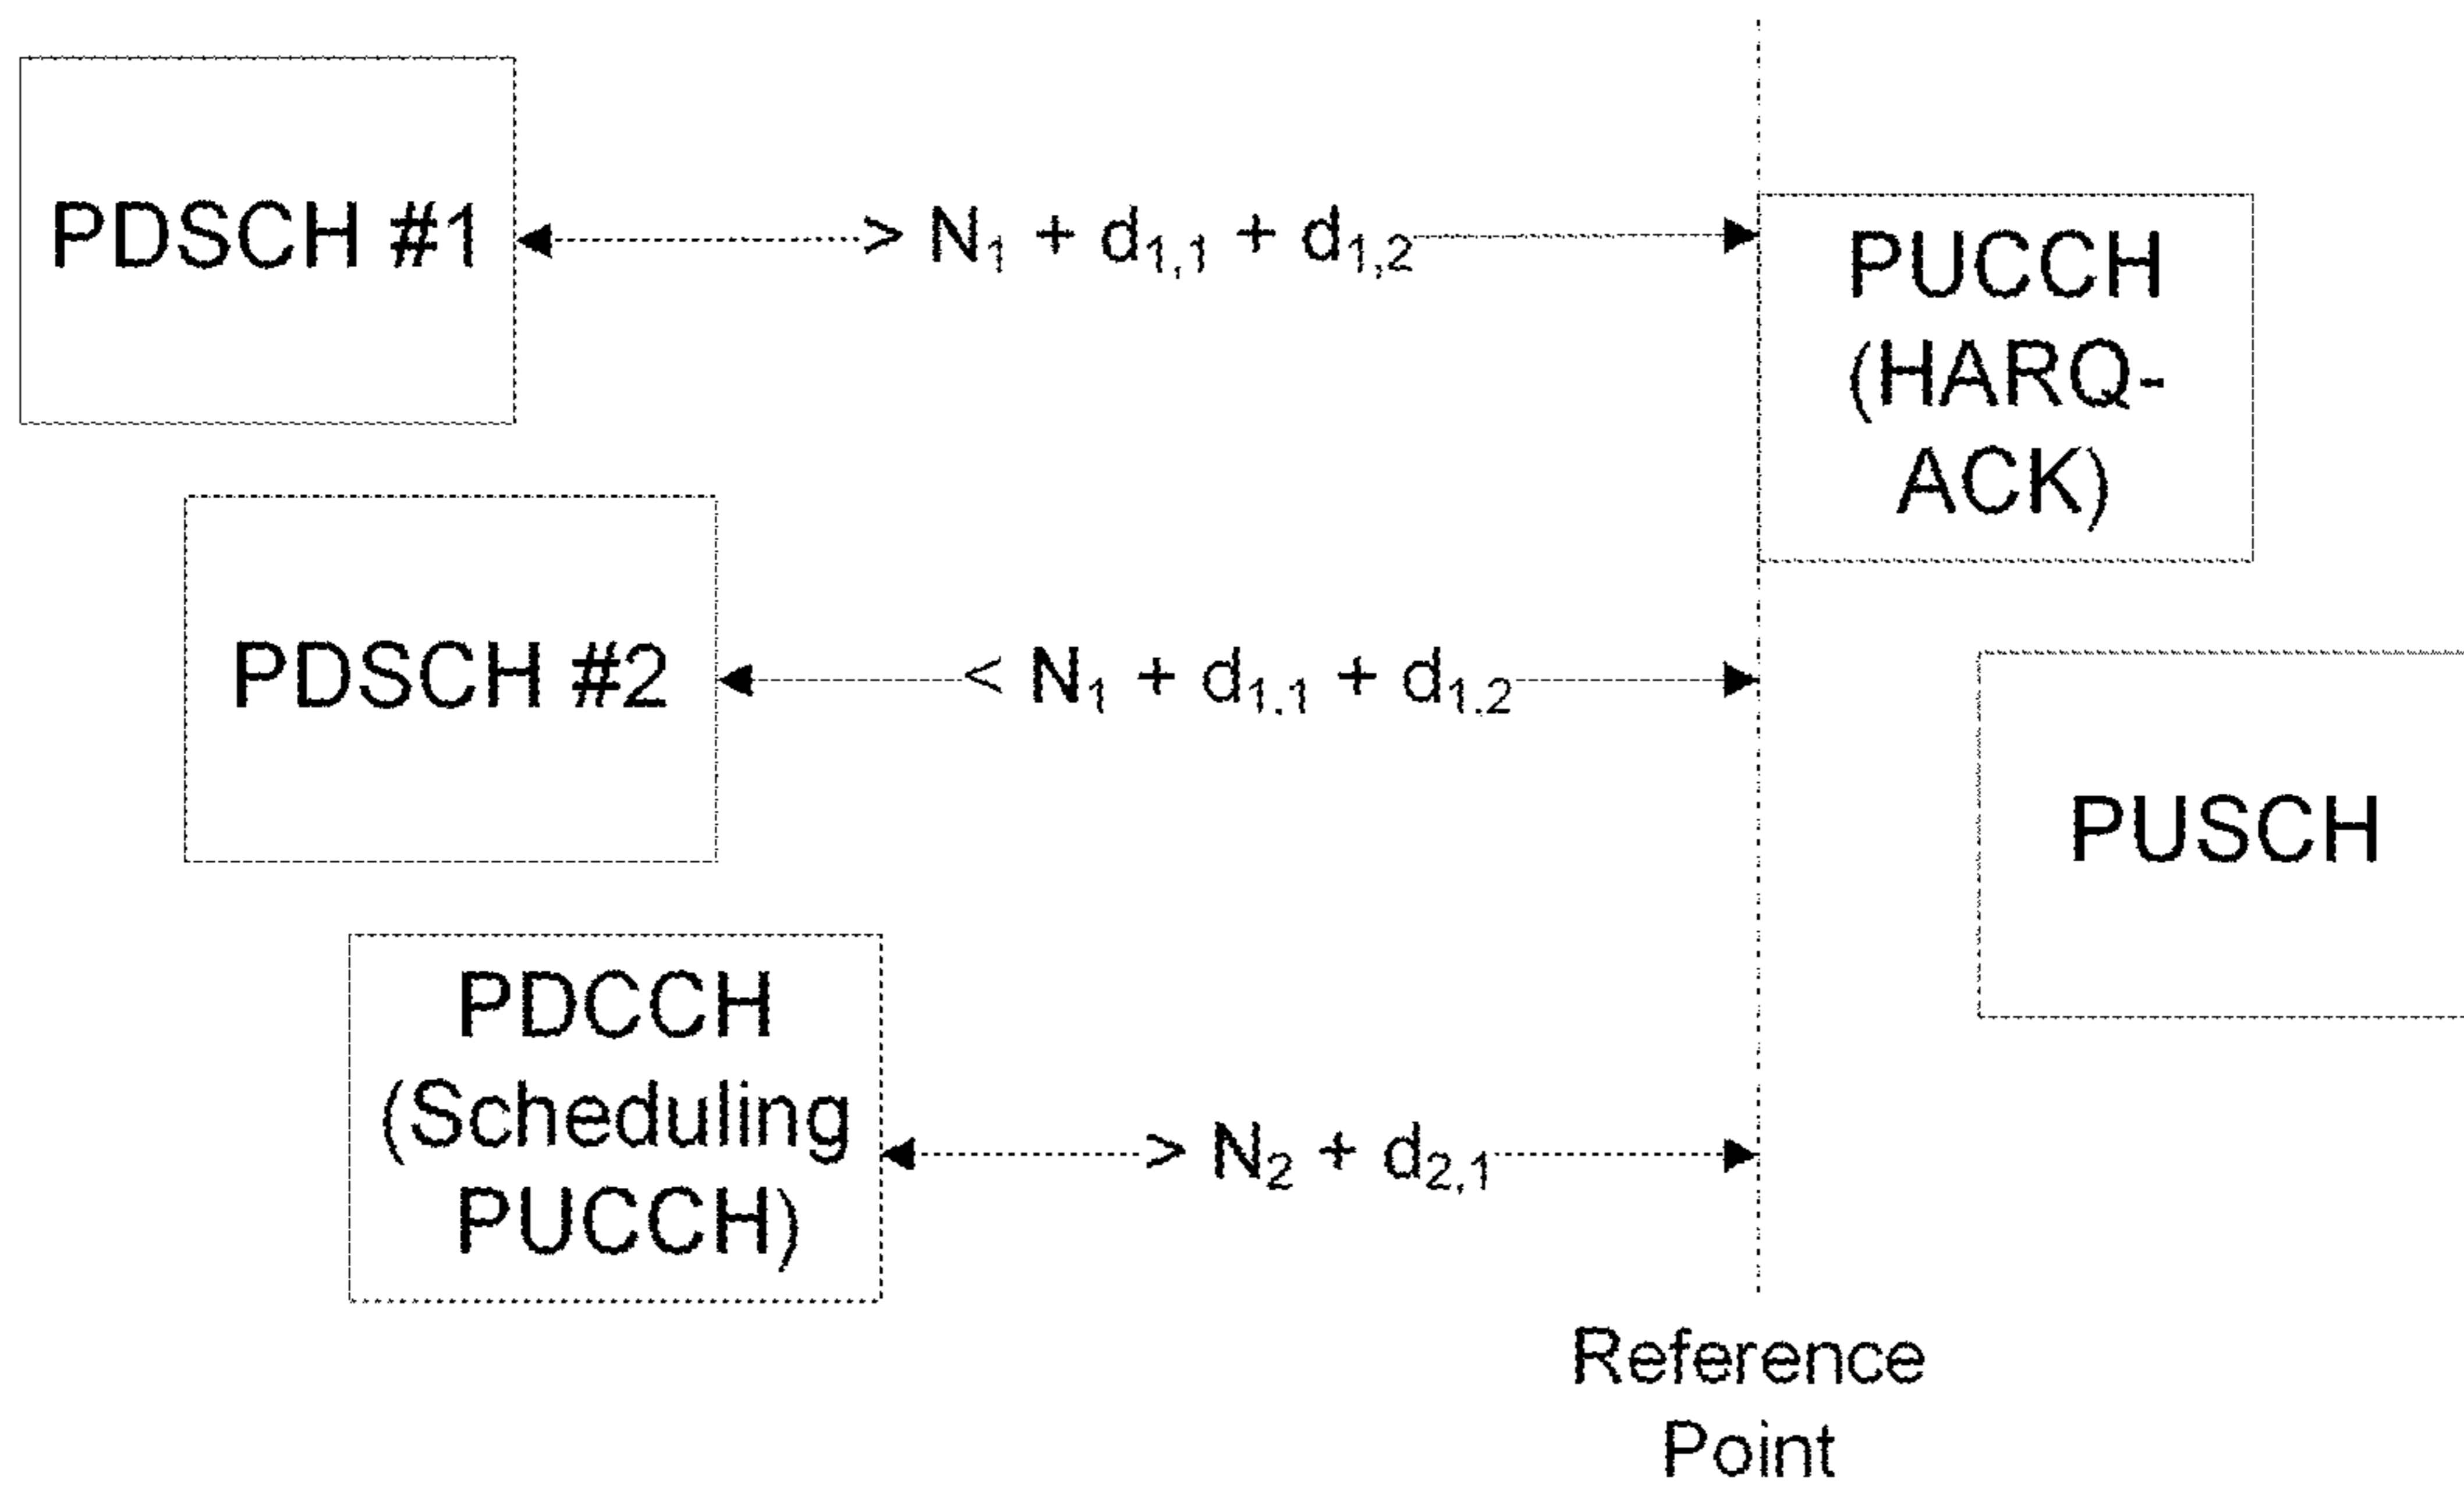 PDSCH #1
> N₁ + d₁,₁ + d₁,₂
PUCCH
(HARQ-
ACK)
PDSCH #2
< N₁ + d₁.₁ + d₁.₂
PUSCH
PDCCH
(Scheduling
PUCCH)
> N₂ + d₂,₁
Reference
Point